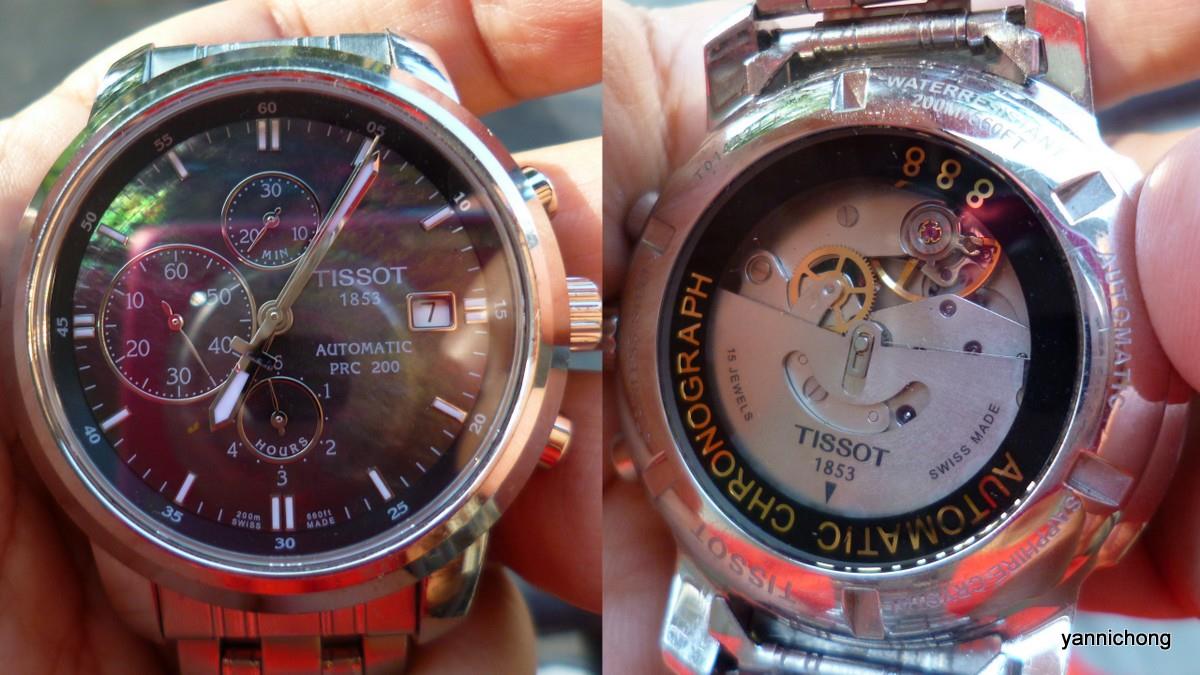 60
05
10
15
20
25
30
35
40
45
50
55
30
10
20
MIN
60
50
40
30
20
10
TISSOT
1853
7
AUTOMATIC
PRC 200
1
2
3
4
HOURS
200m
SWISS
660ft
MADE
WATERRESISTANT
200M/660FT
AUTOMATIC
SAPPHIRE CRYSTAL
TISSOT
888
AUTOMATIC CHRONOGRAPH
15 JEWELS
TISSOT
1853
SWISS MADE
yannichong